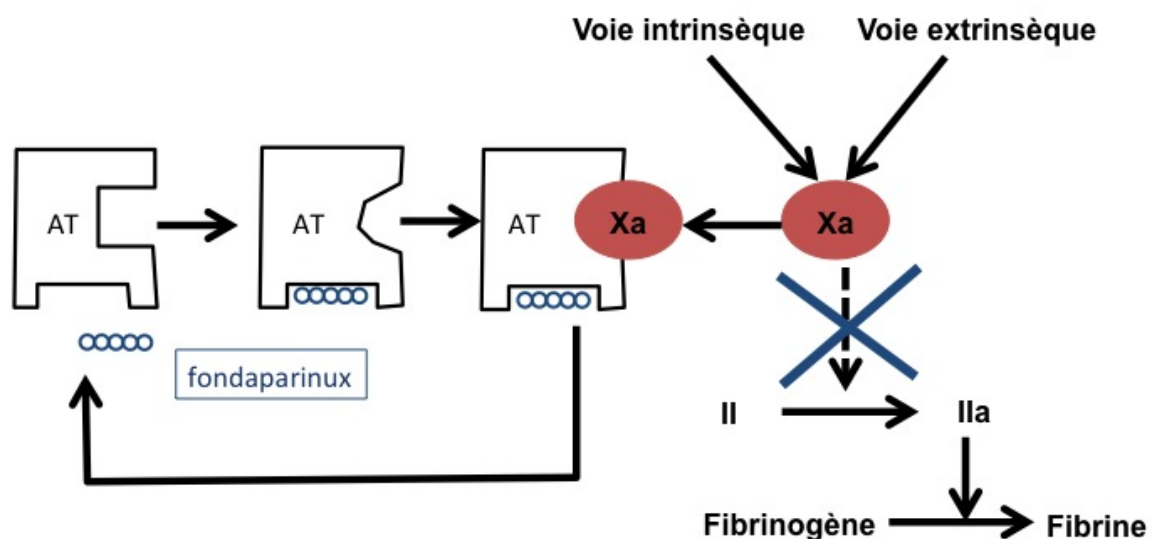 Voie intrinsèque Voie extrinsèque
AT AT AT Xa Xa
fondaparinux
II IIa
Fibrinogène Fibrine